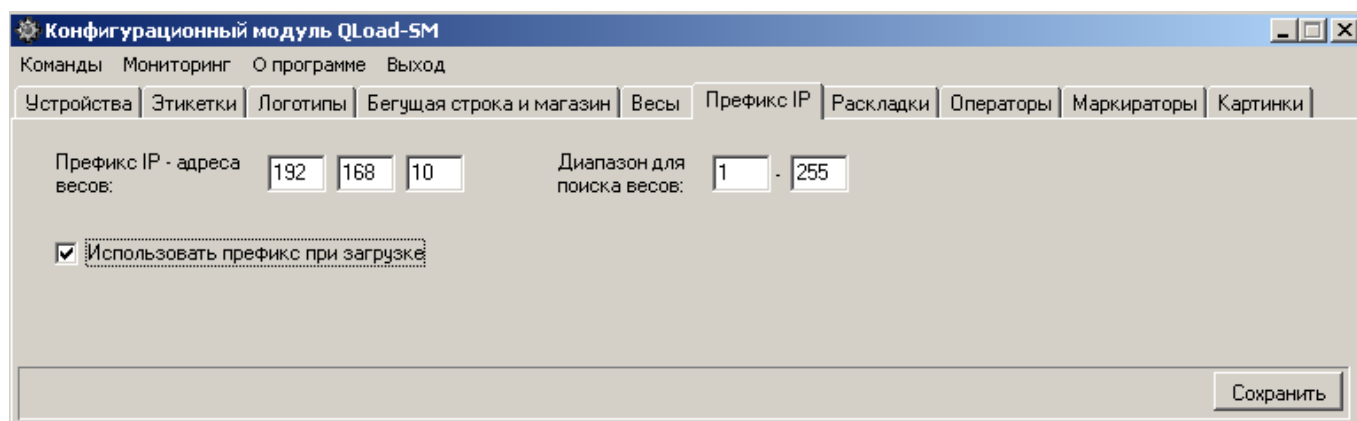 Конфигурационный модуль QLoad-SM
Команды Мониторинг О программе Выход
Устройства Этикетки Логотипы Бегущая строка и магазин Весы Префикс IP Раскладки Операторы Маркираторы Картинки
Префикс IP - адреса весов: 192 168 10 Диапазон для поиска весов: 1 - 255
Использовать префикс при загрузке
Сохранить